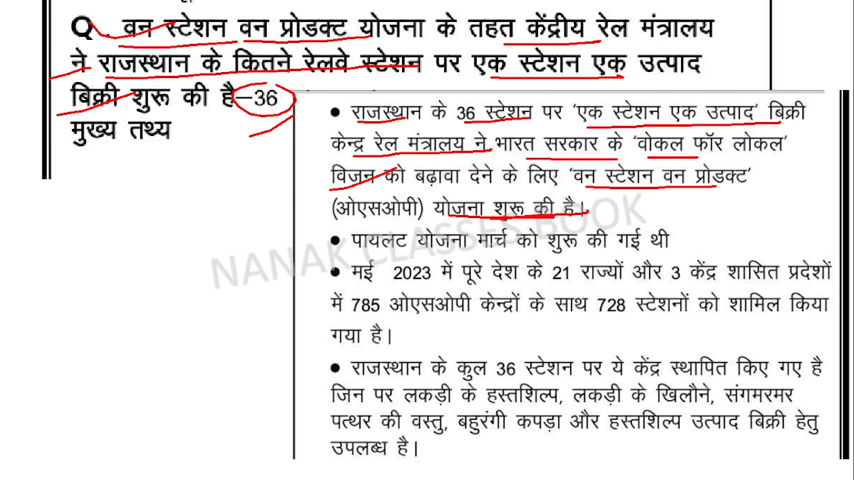 Q वन स्टेशन वन प्रोडक्ट योजना के तहत केंद्रीय रेल मंत्रालय
ने राजस्थान के कितने रेलवे स्टेशन पर एक स्टेशन एक उत्पाद
बिक्री शुरू की है–36
मुख्य तथ्य
• राजस्थान के 36 स्टेशन पर 'एक स्टेशन एक उत्पाद' बिक्री
केन्द्र रेल मंत्रालय ने भारत सरकार के 'वोकल फॉर लोकल'
विजन को बढ़ावा देने के लिए 'वन स्टेशन वन प्रोडक्ट'
(ओएसओपी) योजना शुरू की है।
• पायलट योजना मार्च को शुरू की गई थी
• मई 2023 में पूरे देश के 21 राज्यों और 3 केंद्र शासित प्रदेशों
में 785 ओएसओपी केन्द्रों के साथ 728 स्टेशनों को शामिल किया
गया है।
• राजस्थान के कुल 36 स्टेशन पर ये केंद्र स्थापित किए गए है
जिन पर लकड़ी के हस्तशिल्प, लकड़ी के खिलौने, संगमरमर
पत्थर की वस्तु, बहुरंगी कपड़ा और हस्तशिल्प उत्पाद बिक्री हेतु
उपलब्ध है।
NANAK CLASSES BOOK